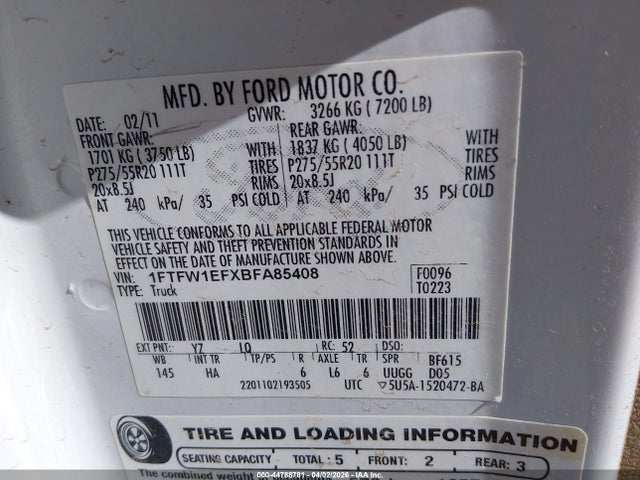 MFD. BY FORD MOTOR CO.
DATE: 02/11 GVWR: 3266 KG ( 7200 LB)
FRONT GAWR: REAR GAWR:
1701 KG ( 3750 LB) WITH 1837 KG ( 4050 LB) WITH
P275/55R20 111T TIRES P275/55R20 111T TIRES
20x8.5J RIMS 20x8.5J RIMS
AT 240 kPa/ 35 PSI COLD AT 240 kPa/ 35 PSI COLD
THIS VEHICLE CONFORMS TO ALL APPLICABLE FEDERAL MOTOR
VEHICLE SAFETY AND THEFT PREVENTION STANDARDS IN
EFFECT ON THE DATE OF MANUFACTURE SHOWN ABOVE.
VIN: 1FTFW1EFXBFA85408 F0096
TYPE: Truck T0223
EXT PNT: Y7 10 RC: 52 DSO:
WB INT TR TP/PS R AXLE TR SPR BF615
145 HA 6 L6 6 UUGG D05
2201102193505 UTC ▽5U5A-1520472-BA
TIRE AND LOADING INFORMATION
SEATING CAPACITY TOTAL: 5 FRONT: 2 REAR: 3
The combined weight
000-44788781 - 04/02/2026 - IAAI.com